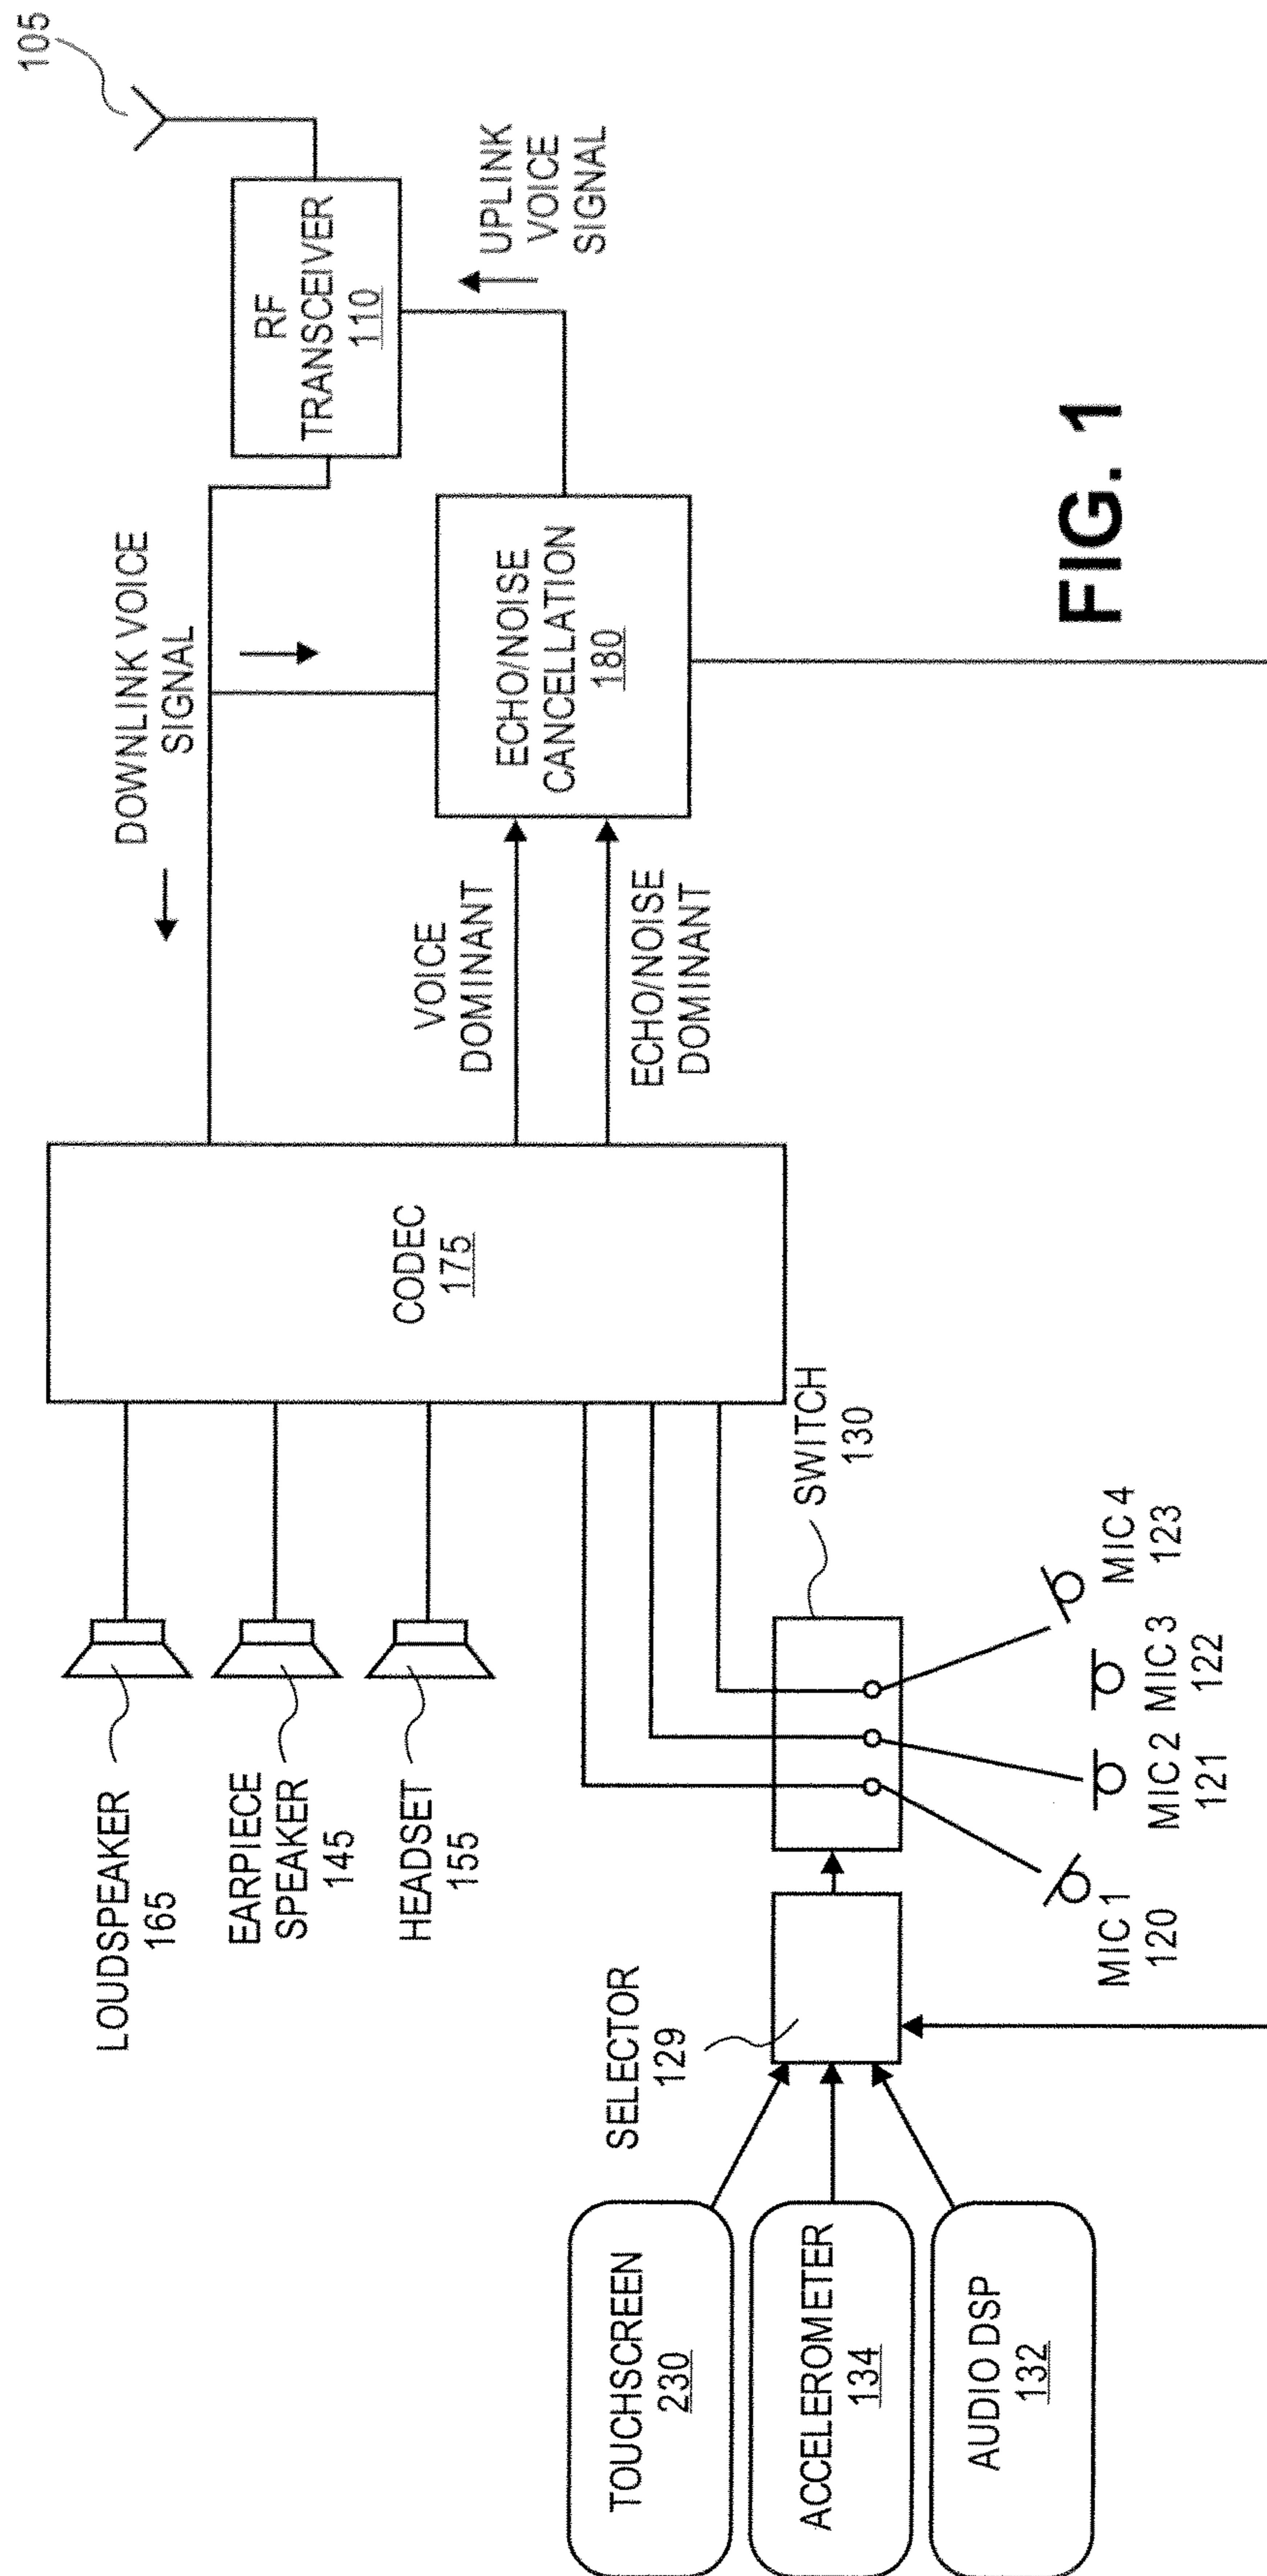 LOUDSPEAKER
165
EARPIECE
SPEAKER
145
HEADSET
155
CODEC
175
DOWNLINK VOICE
SIGNAL
105
RF
TRANSCEIVER
110
UPLINK
VOICE
SIGNAL
VOICE
DOMINANT
ECHO/NOISE
DOMINANT
ECHO/NOISE
CANCELLATION
180
SELECTOR
129
SWITCH
130
TOUCHSCREEN
230
ACCELEROMETER
134
AUDIO DSP
132
MIC 1
120
MIC 2
121
MIC 3
122
MIC 4
123
FIG. 1